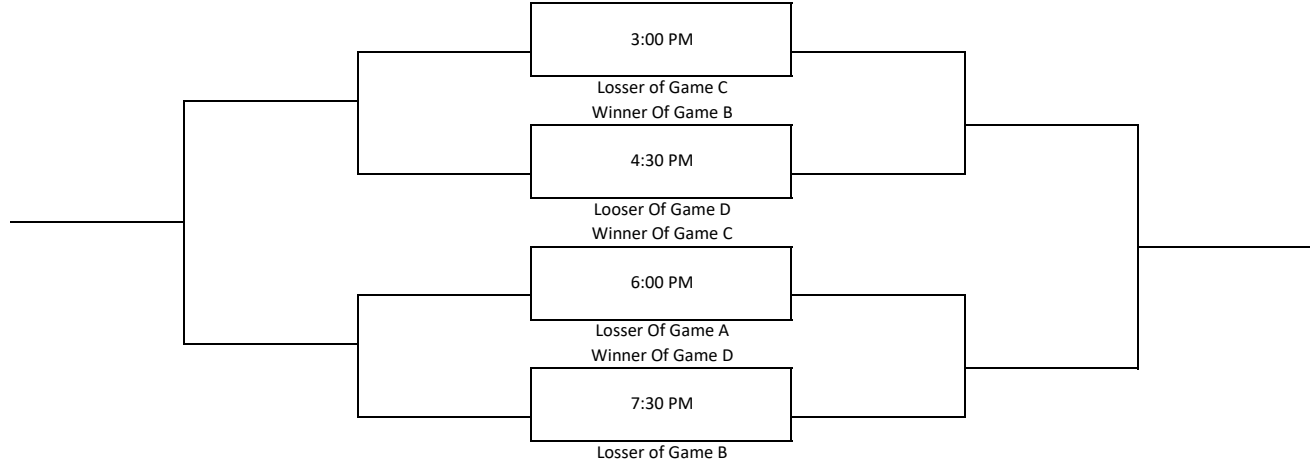 3:00 PM
Losser of Game C
Winner Of Game B
4:30 PM
Looser Of Game D
Winner Of Game C
6:00 PM
Losser Of Game A
Winner Of Game D
7:30 PM
Losser of Game B